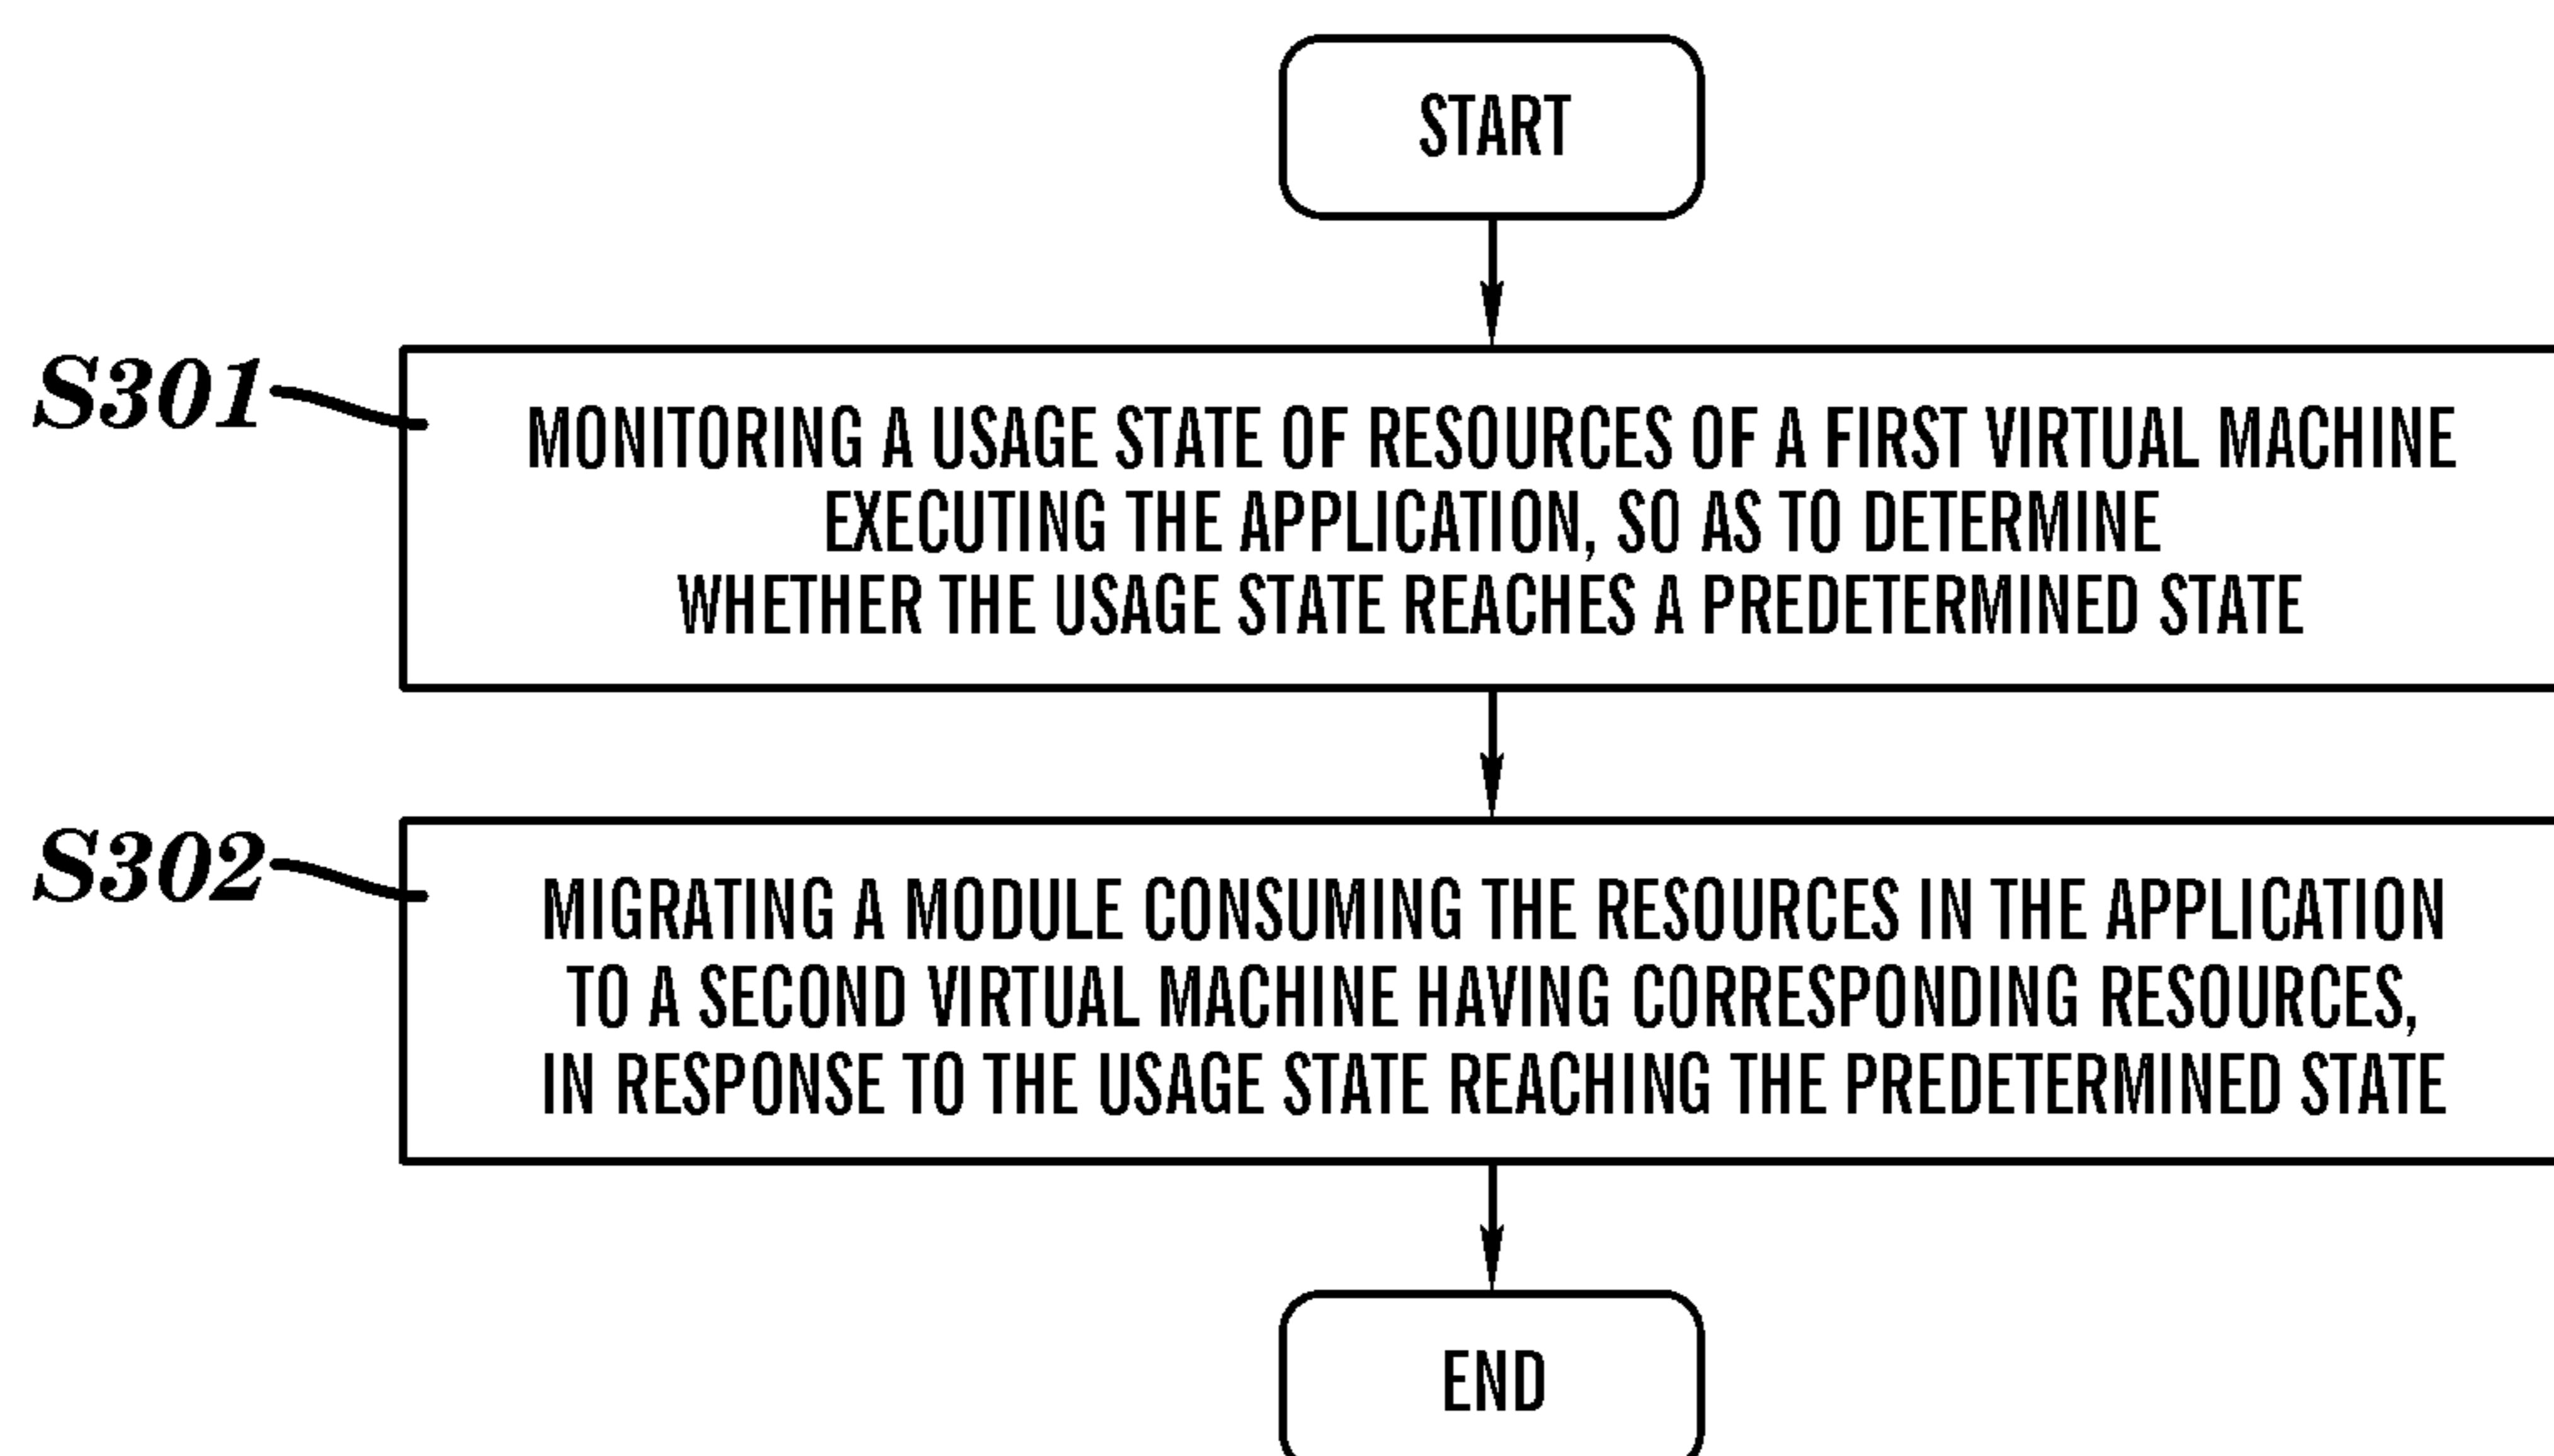 START
S301
MONITORING A USAGE STATE OF RESOURCES OF A FIRST VIRTUAL MACHINE
EXECUTING THE APPLICATION, SO AS TO DETERMINE
WHETHER THE USAGE STATE REACHES A PREDETERMINED STATE
S302
MIGRATING A MODULE CONSUMING THE RESOURCES IN THE APPLICATION
TO A SECOND VIRTUAL MACHINE HAVING CORRESPONDING RESOURCES,
IN RESPONSE TO THE USAGE STATE REACHING THE PREDETERMINED STATE
END